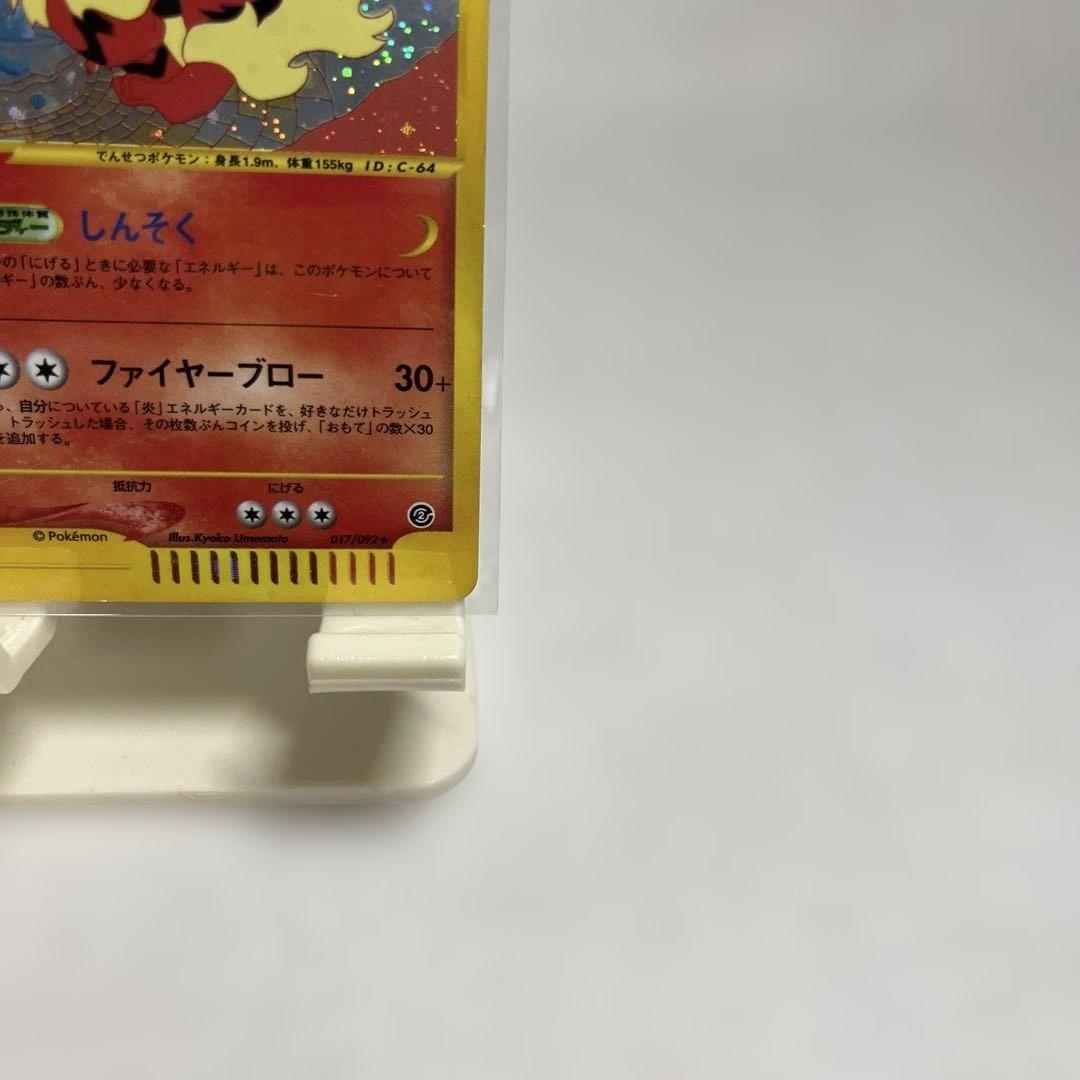 でんせつポケモン：身長1.9m、体重155kg ID:C-64
特殊体質
ディー しんそく
の「にげる」ときに必要な「エネルギー」は、このポケモンについて
ギー」の数ぶん、少なくなる。
ファイヤーブロー 30+
、自分についている「炎」エネルギーカードを、好きなだけトラッシュ
トラッシュした場合、その枚数ぶんコインを投げ、「おもて」の数×30
を追加する。
抵抗力 にげる
© Pokémon Illus.Kyoko Umemoto 017/092★